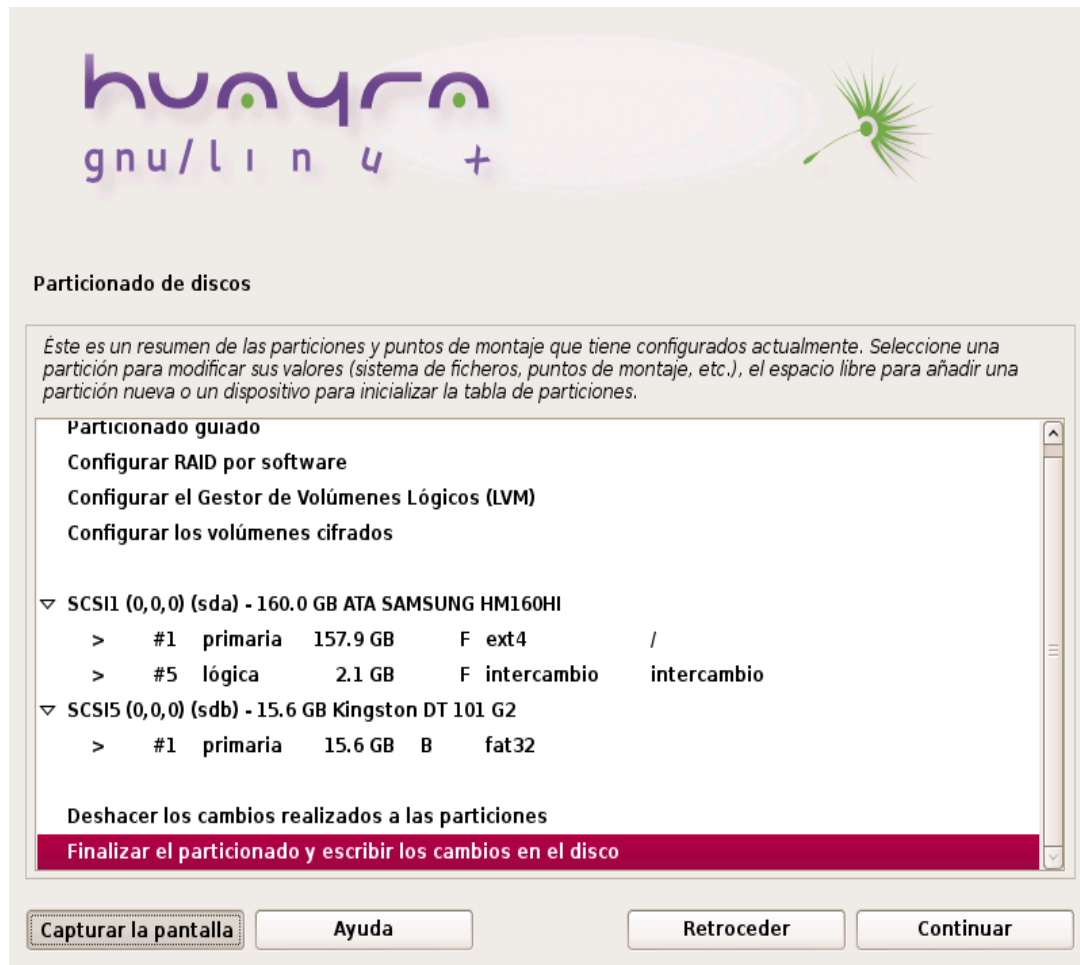 huayra
gnu/linux
Particionado de discos
Éste es un resumen de las particiones y puntos de montaje que tiene configurados actualmente. Seleccione una
partición para modificar sus valores (sistema de ficheros, puntos de montaje, etc.), el espacio libre para añadir una
partición nueva o un dispositivo para inicializar la tabla de particiones.
Particionado guiado
Configurar RAID por software
Configurar el Gestor de Volúmenes Lógicos (LVM)
Configurar los volúmenes cifrados
SCSI1 (0,0,0) (sda) - 160.0 GB ATA SAMSUNG HM160HI
> #1 primaria 157.9 GB F ext4 /
> #5 lógica 2.1 GB F intercambio intercambio
SCSI5 (0,0,0) (sdb) - 15.6 GB Kingston DT 101 G2
> #1 primaria 15.6 GB B fat32
Deshacer los cambios realizados a las particiones
Finalizar el particionado y escribir los cambios en el disco
Capturar la pantalla Ayuda Retroceder Continuar